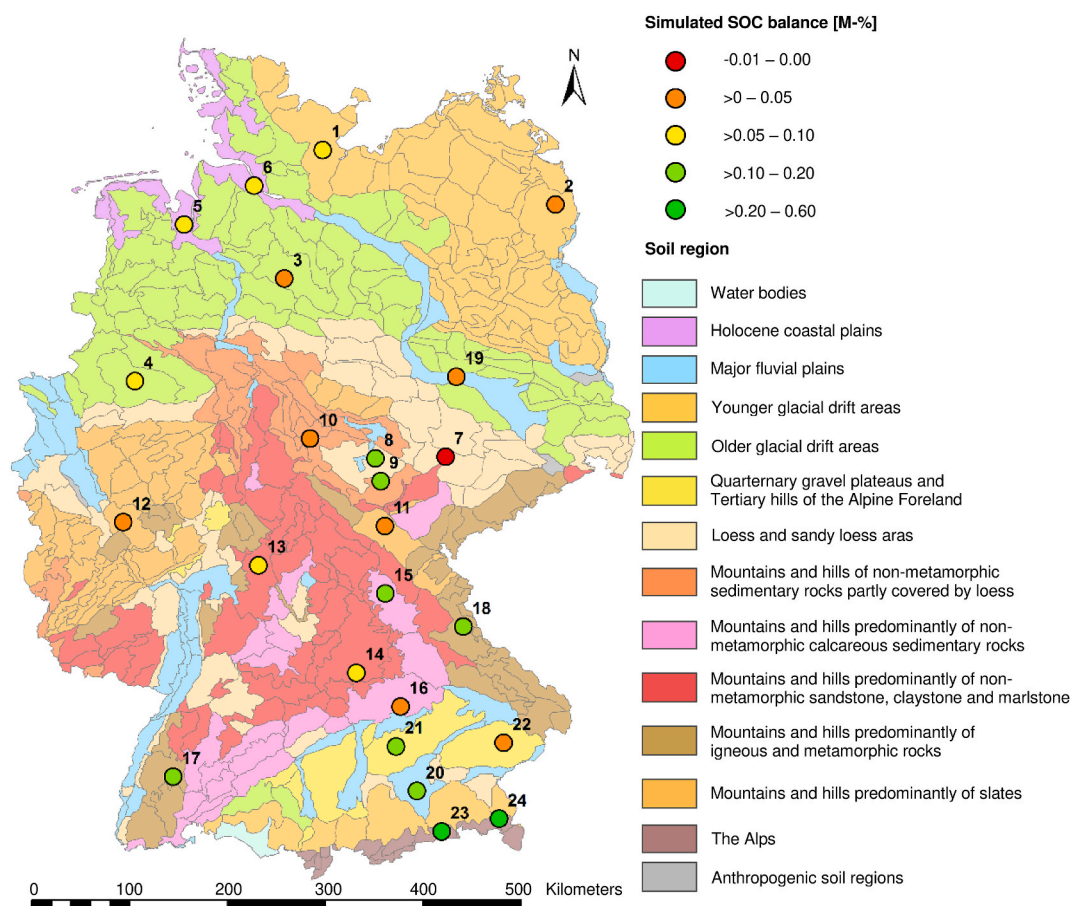 Simulated SOC balance [M-%]
-0.01 – 0.00
>0 – 0.05
>0.05 – 0.10
>0.10 – 0.20
>0.20 – 0.60
Soil region
Water bodies
Holocene coastal plains
Major fluvial plains
Younger glacial drift areas
Older glacial drift areas
Quarternary gravel plateaus and
Tertiary hills of the Alpine Foreland
Loess and sandy loess aras
Mountains and hills of non-metamorphic
sedimentary rocks partly covered by loess
Mountains and hills predominantly of non-
metamorphic calcareous sedimentary rocks
Mountains and hills predominantly of non-
metamorphic sandstone, claystone and marlstone
Mountains and hills predominantly of
igneous and metamorphic rocks
Mountains and hills predominantly of slates
The Alps
Anthropogenic soil regions
N
1
6
2
5
3
4
19
10
8
7
9
12
11
13
15
18
14
16
21
22
17
20
24
23
0 100 200 300 400 500 Kilometers